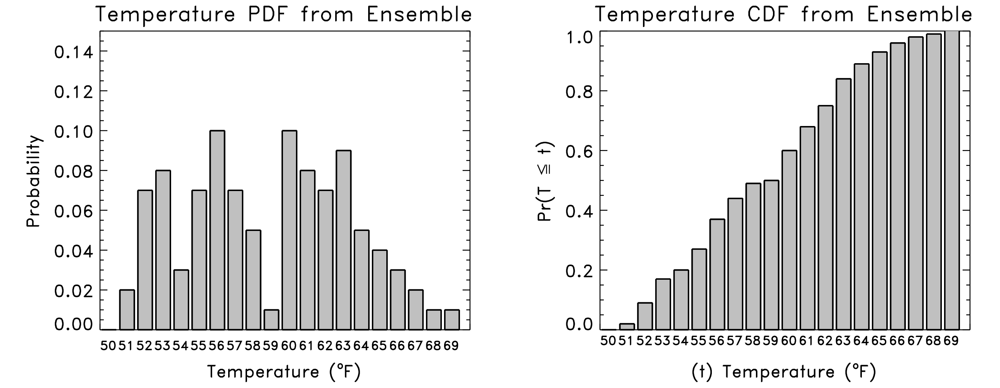 Temperature PDF from Ensemble
0.14
0.12
0.10
0.08
0.06
0.04
0.02
0.00
Probability
50 51 52 53 54 55 56 57 58 59 60 61 62 63 64 65 66 67 68 69
Temperature (°F)
Temperature CDF from Ensemble
1.0
0.8
0.6
0.4
0.2
0.0
Pr(T ≦ t)
50 51 52 53 54 55 56 57 58 59 60 61 62 63 64 65 66 67 68 69
(t) Temperature (°F)